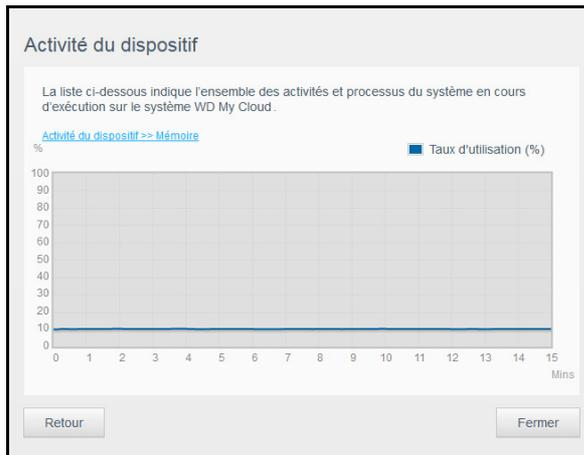 Activité du dispositif
La liste ci-dessous indique l'ensemble des activités et processus du système en cours
d'exécution sur le système WD My Cloud.
Activité du dispositif >> Mémoire
%
Taux d'utilisation (%)
100
90
80
70
60
50
40
30
20
10
0
0 1 2 3 4 5 6 7 8 9 10 11 12 13 14 15
Mins
Retour Fermer